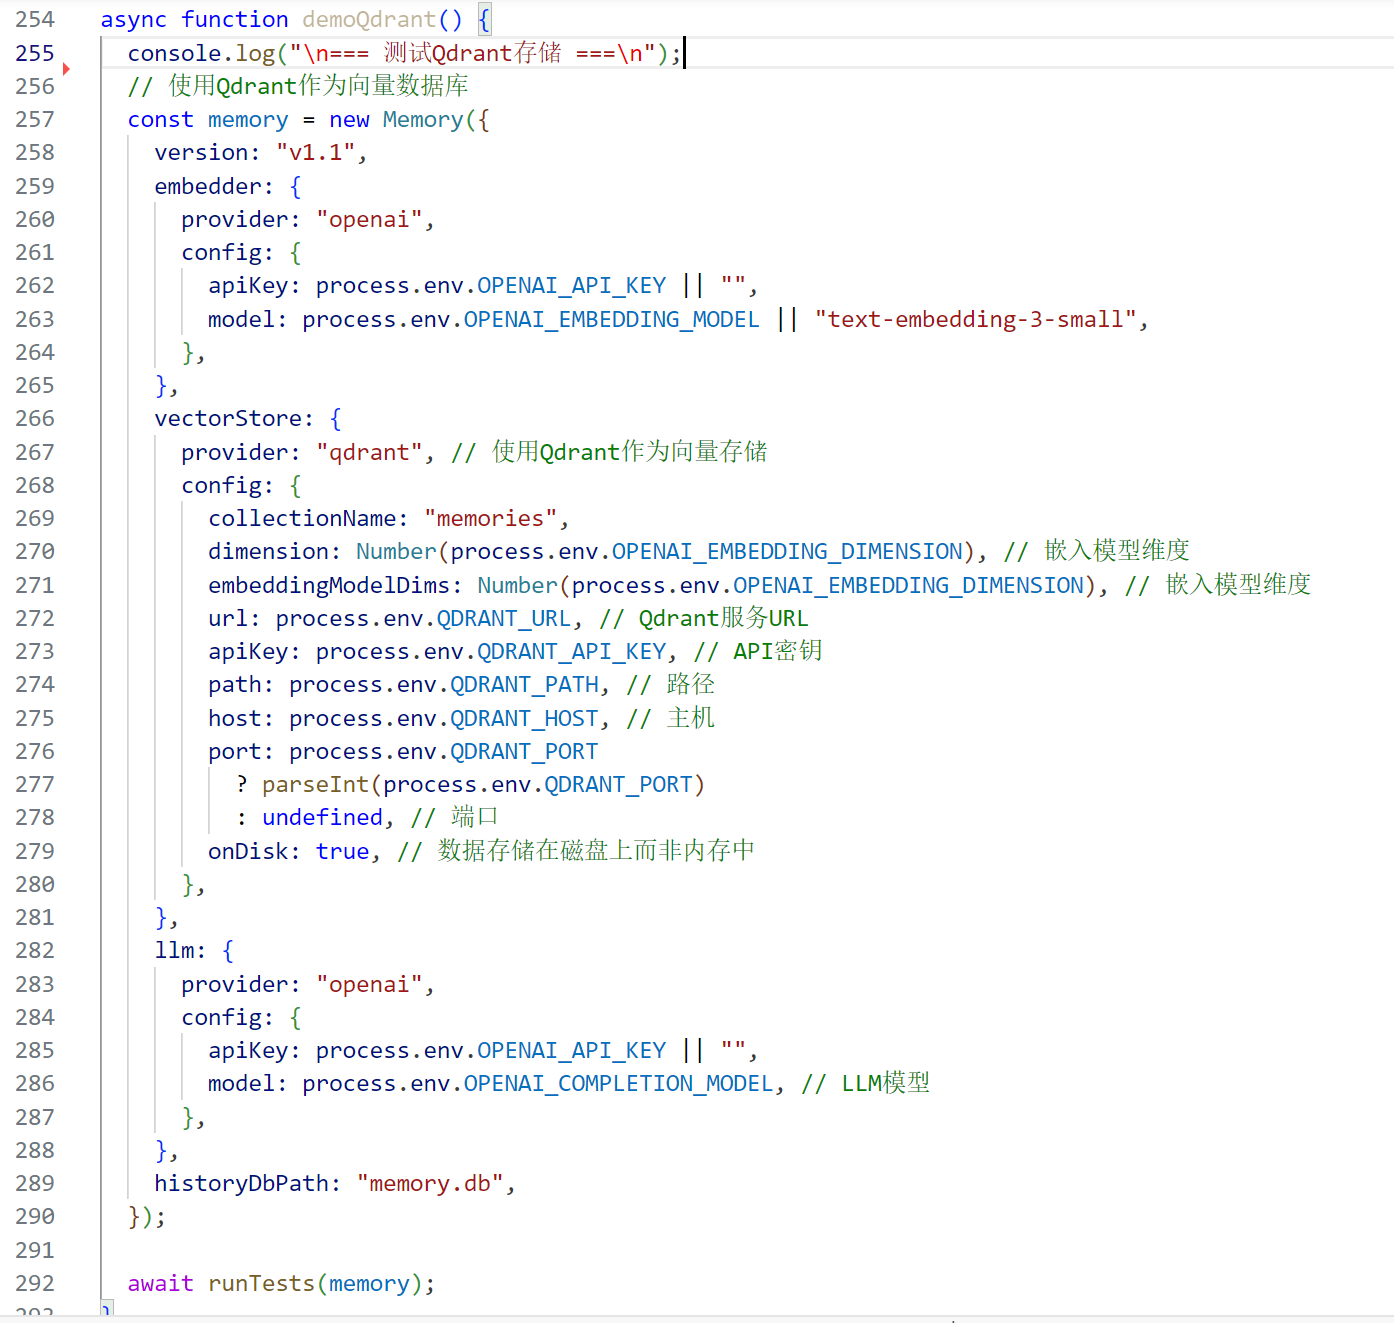 254 async function demoQdrant() {
255 console.log("\n=== 测试Qdrant存储 ===\n");
256 // 使用Qdrant作为向量数据库
257 const memory = new Memory({
258 version: "v1.1",
259 embedder: {
260 provider: "openai",
261 config: {
262 apiKey: process.env.OPENAI_API_KEY || "",
263 model: process.env.OPENAI_EMBEDDING_MODEL || "text-embedding-3-small",
264 },
265 },
266 vectorStore: {
267 provider: "qdrant", // 使用Qdrant作为向量存储
268 config: {
269 collectionName: "memories",
270 dimension: Number(process.env.OPENAI_EMBEDDING_DIMENSION), // 嵌入模型维度
271 embeddingModelDims: Number(process.env.OPENAI_EMBEDDING_DIMENSION), // 嵌入模型维度
272 url: process.env.QDRANT_URL, // Qdrant服务URL
273 apiKey: process.env.QDRANT_API_KEY, // API密钥
274 path: process.env.QDRANT_PATH, // 路径
275 host: process.env.QDRANT_HOST, // 主机
276 port: process.env.QDRANT_PORT
277 ? parseInt(process.env.QDRANT_PORT)
278 : undefined, // 端口
279 onDisk: true, // 数据存储在磁盘上而非内存中
280 },
281 },
282 llm: {
283 provider: "openai",
284 config: {
285 apiKey: process.env.OPENAI_API_KEY || "",
286 model: process.env.OPENAI_COMPLETION_MODEL, // LLM模型
287 },
288 },
289 historyDbPath: "memory.db",
290 });
291
292 await runTests(memory);
293 }